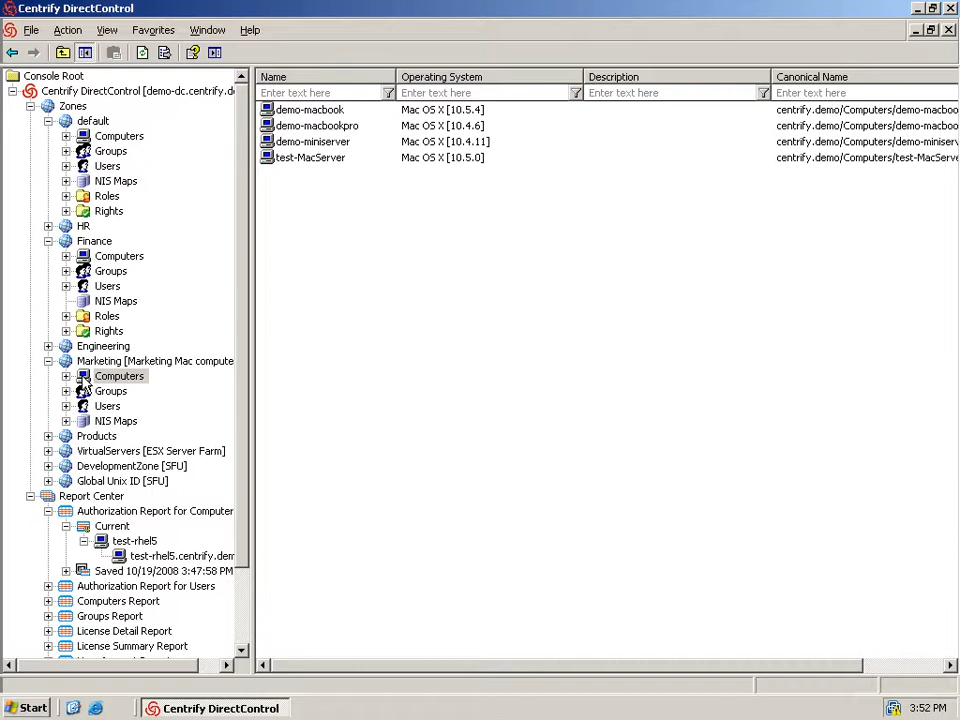 Centrify DirectControl
File Action View Favorites Window Help
Console Root
Centrify DirectControl [demo-dc.centrify.d
Zones
default
Computers
Groups
Users
NIS Maps
Roles
Rights
HR
Finance
Computers
Groups
Users
NIS Maps
Roles
Rights
Engineering
Marketing [Marketing Mac compute
Computers
Groups
Users
NIS Maps
Products
VirtualServers [ESX Server Farm]
DevelopmentZone [SFU]
Global Unix ID [SFU]
Report Center
Authorization Report for Computer
Current
test-rhel5
test-rhel5.centrify.dem
Saved 10/19/2008 3:47:58 PM
Authorization Report for Users
Computers Report
Groups Report
License Detail Report
License Summary Report
Name Operating System Description Canonical Name
Enter text here Enter text here Enter text here Enter text here
demo-macbook Mac OS X [10.5.4] centrify.demo/Computers/demo-macboo
demo-macbookpro Mac OS X [10.4.6] centrify.demo/Computers/demo-macboo
demo-miniserver Mac OS X [10.4.11] centrify.demo/Computers/demo-miniserv
test-MacServer Mac OS X [10.5.0] centrify.demo/Computers/test-MacServe
Start Centrify DirectControl 3:52 PM